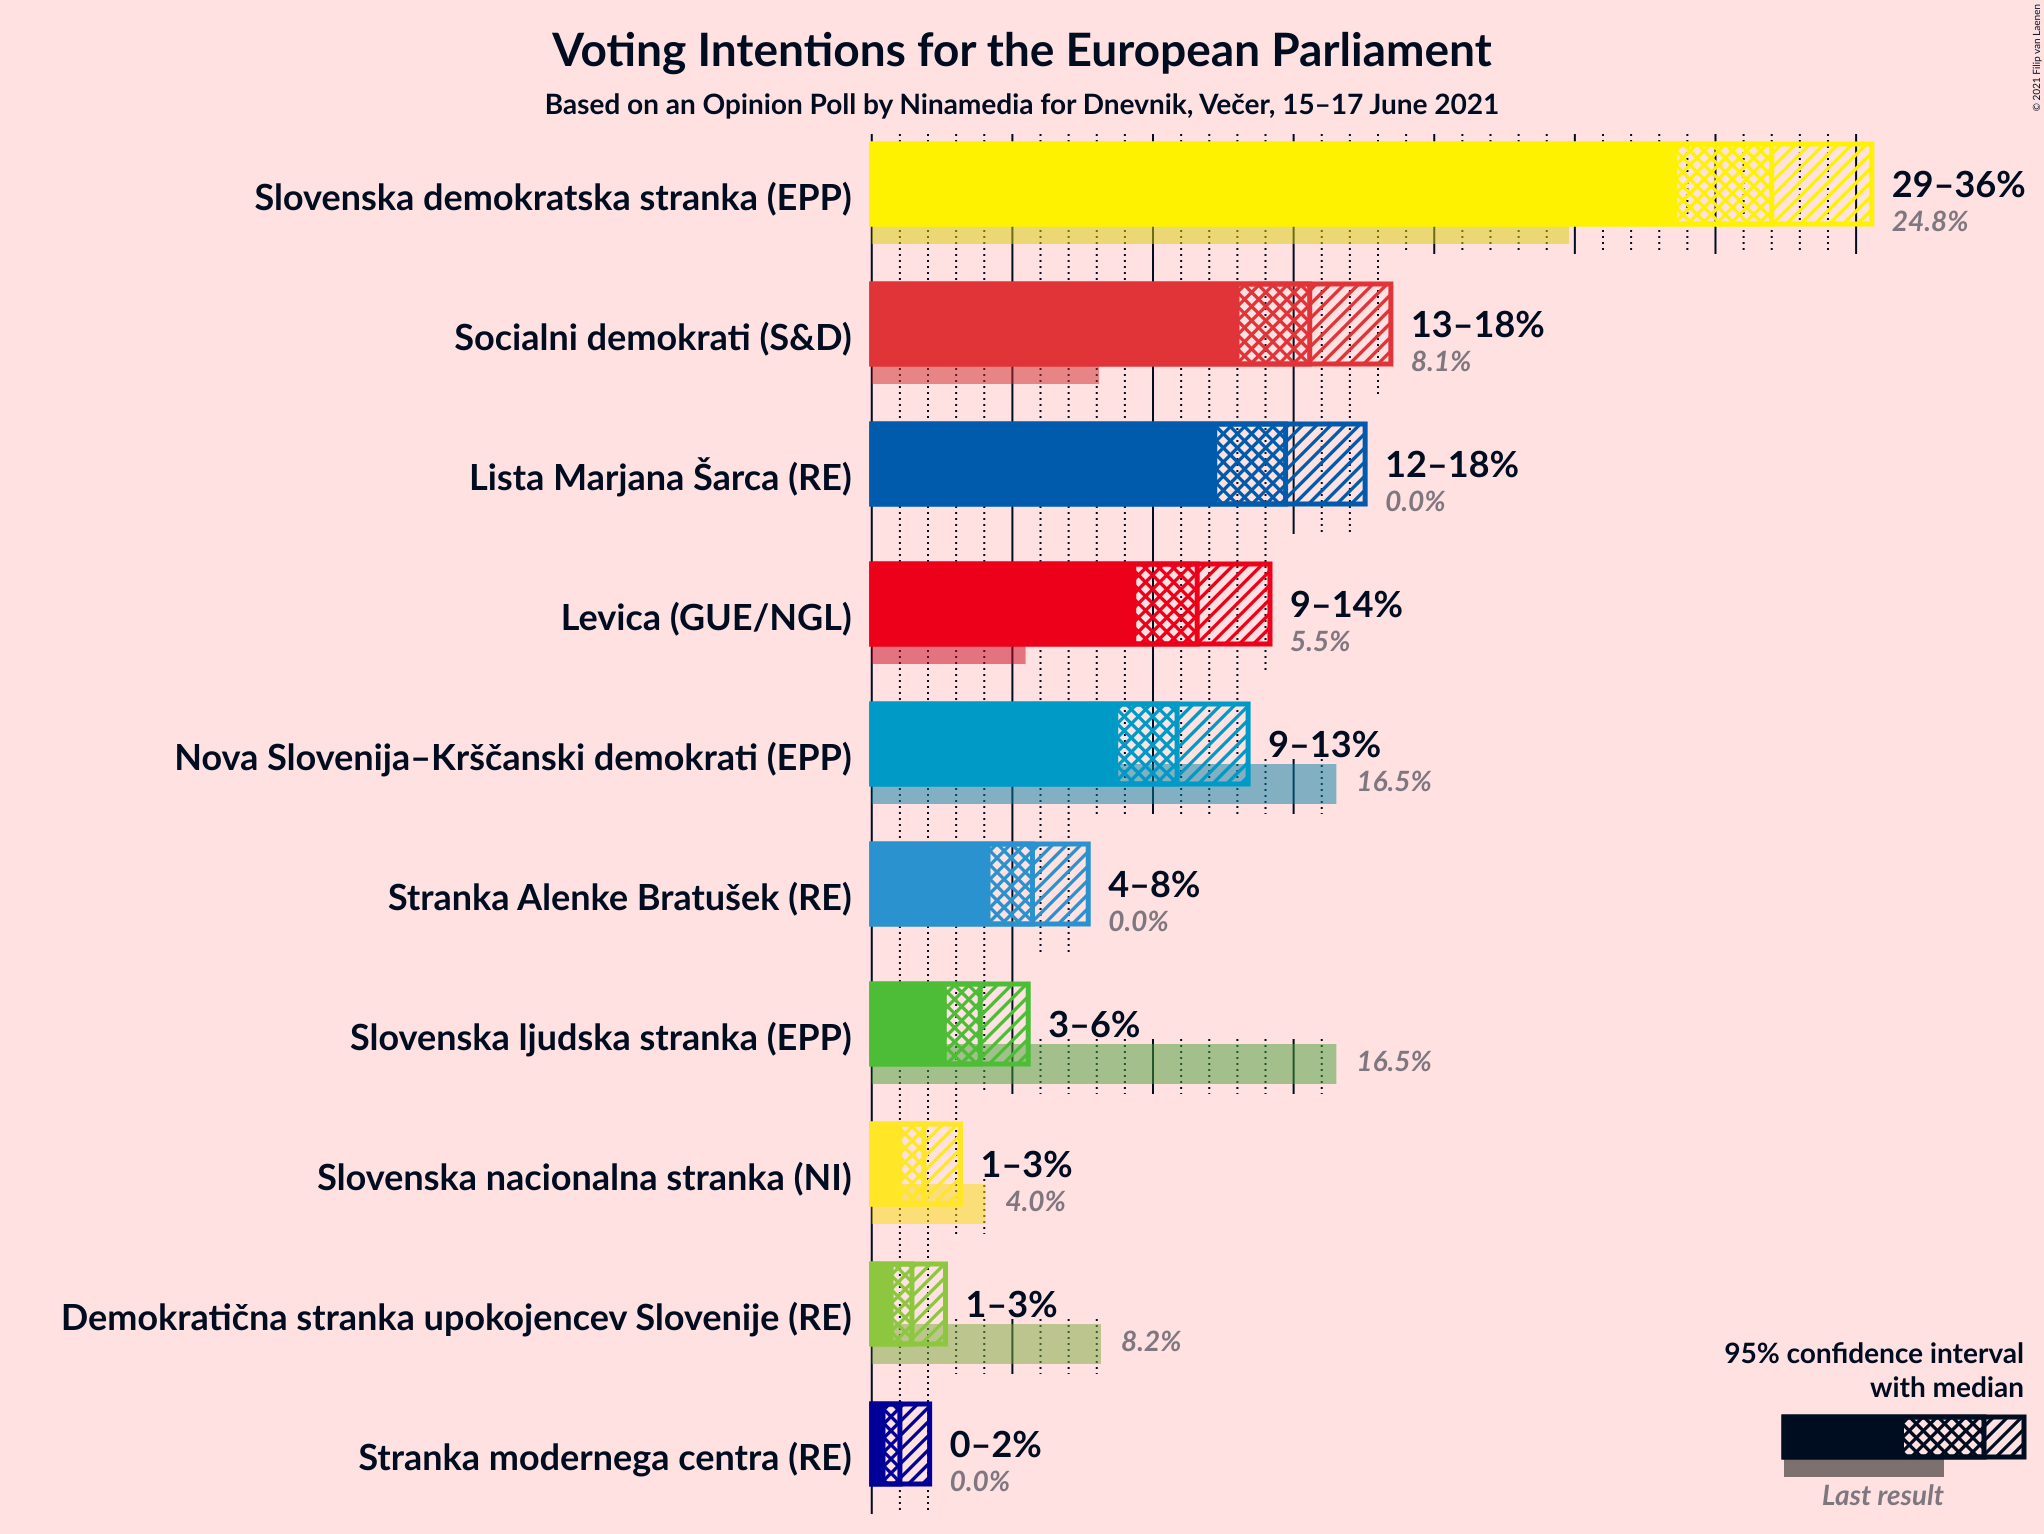 © 2021 Filip van Laenen
Voting Intentions for the European Parliament
Based on an Opinion Poll by Ninamedia for Dnevnik, Večer, 15–17 June 2021
Slovenska demokratska stranka (EPP)
29–36%
24.8%
Socialni demokrati (S&D)
13–18%
8.1%
Lista Marjana Šarca (RE)
12–18%
0.0%
Levica (GUE/NGL)
9–14%
5.5%
Nova Slovenija–Krščanski demokrati (EPP)
9–13%
16.5%
Stranka Alenke Bratušek (RE)
4–8%
0.0%
Slovenska ljudska stranka (EPP)
3–6%
16.5%
Slovenska nacionalna stranka (NI)
1–3%
4.0%
Demokratična stranka upokojencev Slovenije (RE)
1–3%
8.2%
Stranka modernega centra (RE)
0–2%
0.0%
95% confidence interval
with median
Last result